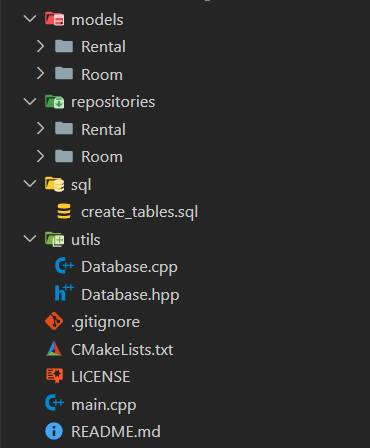 models
Rental
Room
repositories
Rental
Room
sql
create_tables.sql
utils
Database.cpp
Database.hpp
.gitignore
CMakeLists.txt
LICENSE
main.cpp
README.md